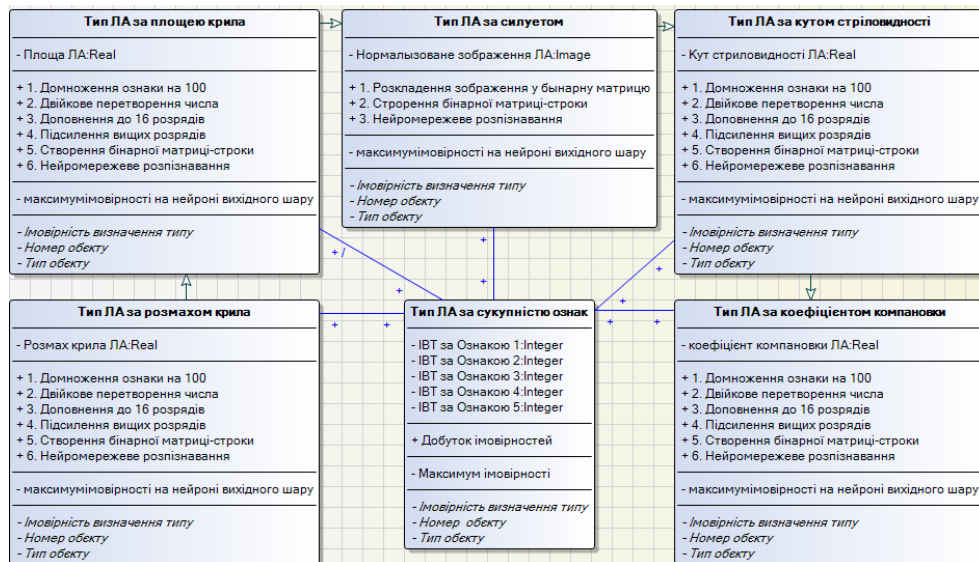 Тип ЛА за площею крила
- Площа ЛА:Real
+ 1. Домноження ознаки на 100
+ 2. Двійкове перетворення числа
+ 3. Доповнення до 16 розрядів
+ 4. Підсилення вищих розрядів
+ 5. Створення бінарної матриці-строки
+ 6. Нейромережеве розпізнавання
- максимумімовірності на нейроні вихідного шару
- Імовірність визначення типу
- Номер обєкту
- Тип обєкту
Тип ЛА за силуетом
- Нормалызоване зображення ЛА:Image
+ 1. Розкладення зображення у бынарну матрицю
+ 2. Строрення бінарної матриці-строки
+ 3. Нейромережеве розпізнавання
- максимумімовірності на нейроні вихідного шару
- Імовірність визначення типу
- Номер обєкту
- Тип обєкту
Тип ЛА за кутом стріловидності
- Кут стриловидності ЛА:Real
+ 1. Домноження ознаки на 100
+ 2. Двійкове перетворення числа
+ 3. Доповнення до 16 розрядів
+ 4. Підсилення вищих розрядів
+ 5. Створення бінарної матриці-строки
+ 6. Нейромережеве розпізнавання
- максимумімовірності на нейроні вихідного шару
- Імовірність визначення типу
- Номер обєкту
- Тип обєкту
+ /
+
+
+
+
+
Тип ЛА за розмахом крила
- Розмах крила ЛА:Real
+ 1. Домноження ознаки на 100
+ 2. Двійкове перетворення числа
+ 3. Доповнення до 16 розрядів
+ 4. Підсилення вищих розрядів
+ 5. Створення бінарної матриці-строки
+ 6. Нейромережеве розпізнавання
- максимумімовірності на нейроні вихідного шару
- Імовірність визначення типу
- Номер обєкту
- Тип обєкту
+
+
Тип ЛА за сукупністю ознак
- ІВТ за Ознакою 1:Integer
- ІВТ за Ознакою 2:Integer
- ІВТ за Ознакою 3:Integer
- ІВТ за Ознакою 4:Integer
- ІВТ за Ознакою 5:Integer
+ Добуток імовірностей
- Максимум імовірності
- Імовірність визначення типу
- Номер обєкту
- Тип обєкту
+
+
Тип ЛА за коефіцієнтом компановки
- коефіцієнт компановки ЛА:Real
+ 1. Домноження ознаки на 100
+ 2. Двійкове перетворення числа
+ 3. Доповнення до 16 розрядів
+ 4. Підсилення вищих розрядів
+ 5. Створення бінарної матриці-строки
+ 6. Нейромережеве розпізнавання
- максимумімовірності на нейроні вихідного шару
- Імовірність визначення типу
- Номер обєкту
- Тип обєкту